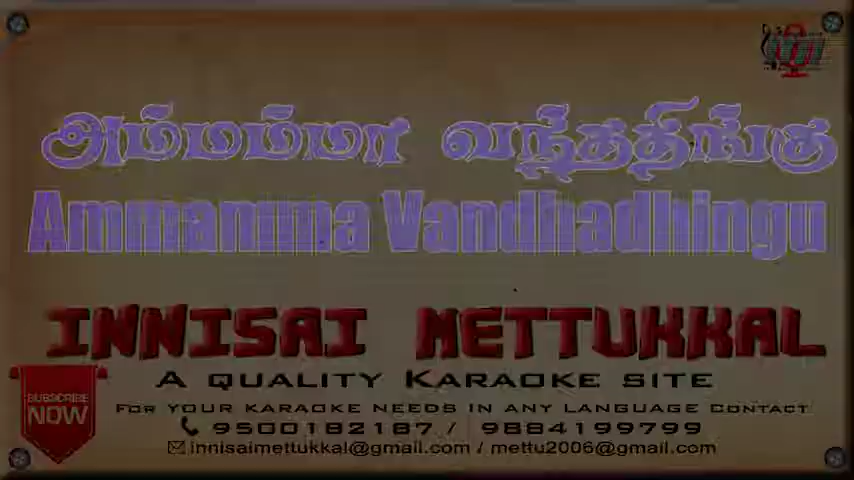 அம்மம்மா வந்ததிங்கு
Ammamma Vandhadhingu
INNISAI METTUKKAL
A QUALITY KARAOKE SITE
SUBSCRIBE
NOW
FOR YOUR KARAOKE NEEDS IN ANY LANGUAGE CONTACT
9500182187 / 9884199799
innisaimettukkal@gmail.com / mettu2006@gmail.com